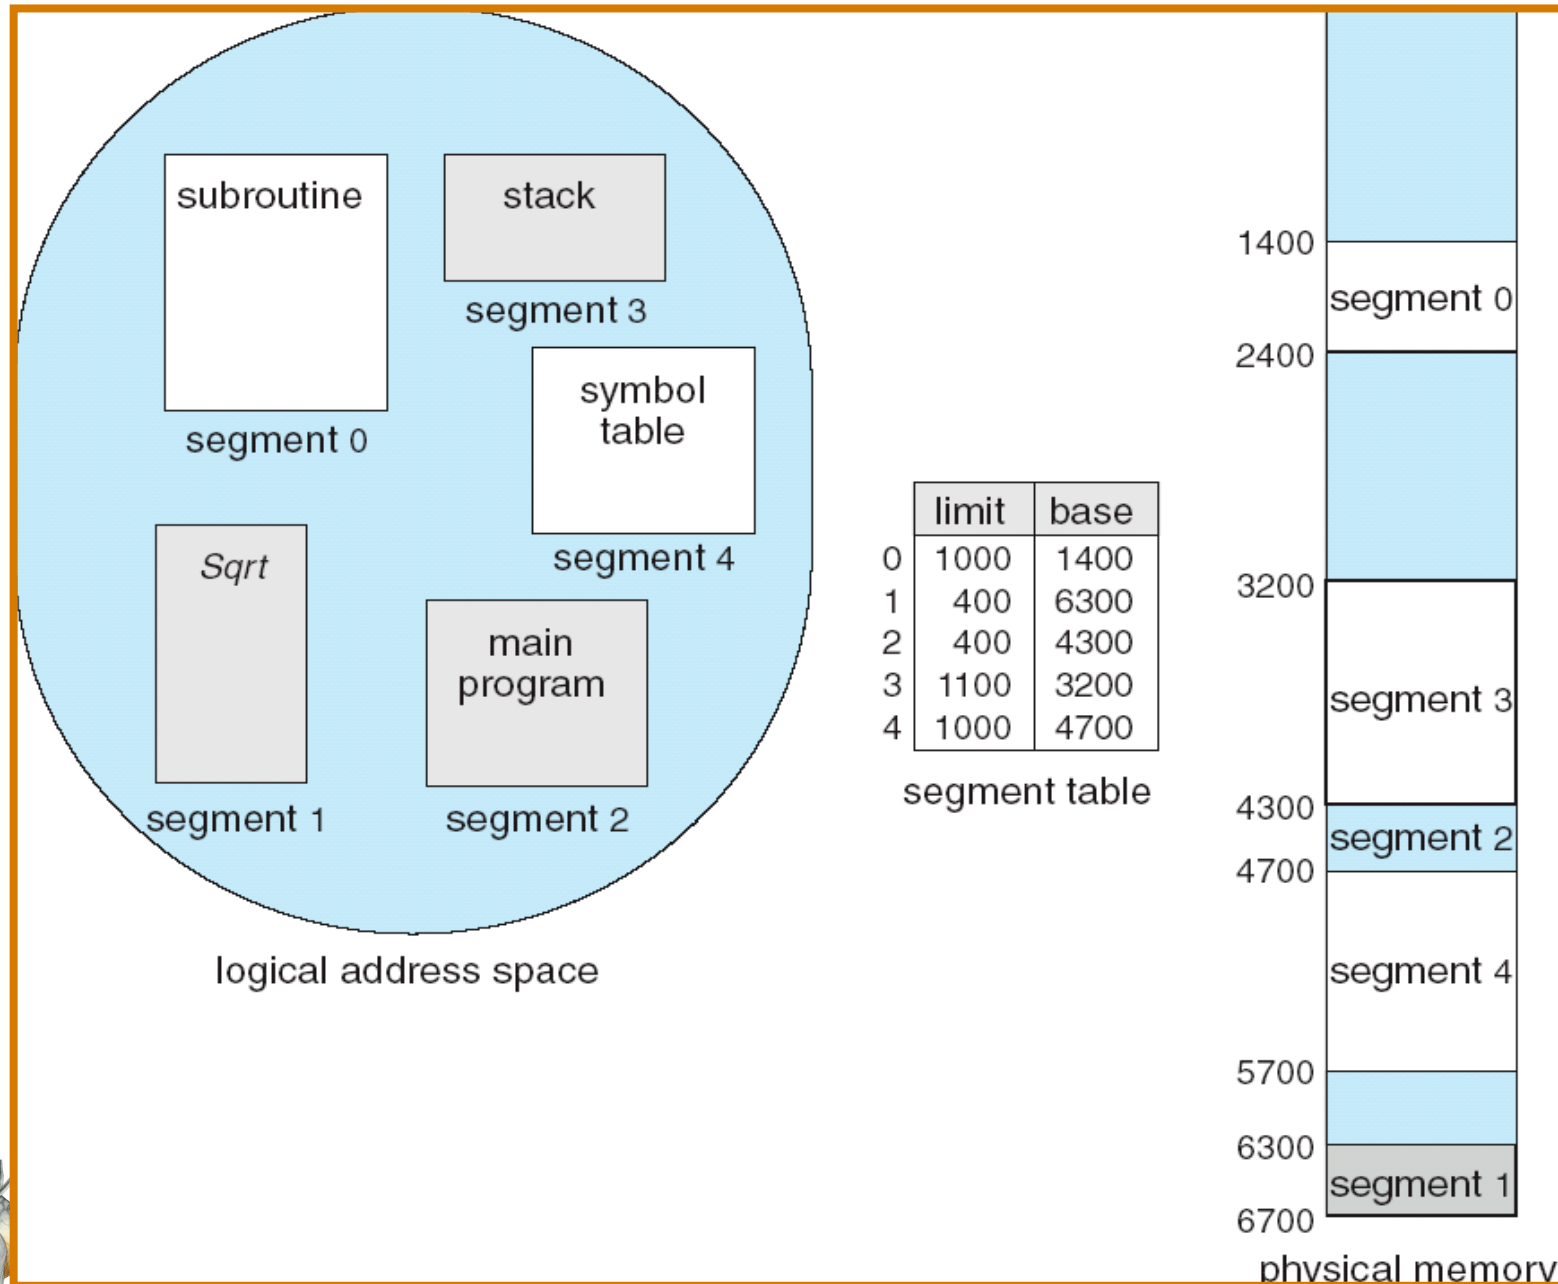 subroutine
segment 0
stack
segment 3
symbol
table
segment 4
Sqrt
segment 1
main
program
segment 2
logical address space
limit base
0 1000 1400
1 400 6300
2 400 4300
3 1100 3200
4 1000 4700
segment table
1400
segment 0
2400
3200
segment 3
4300
segment 2
4700
segment 4
5700
6300
segment 1
6700
physical memory